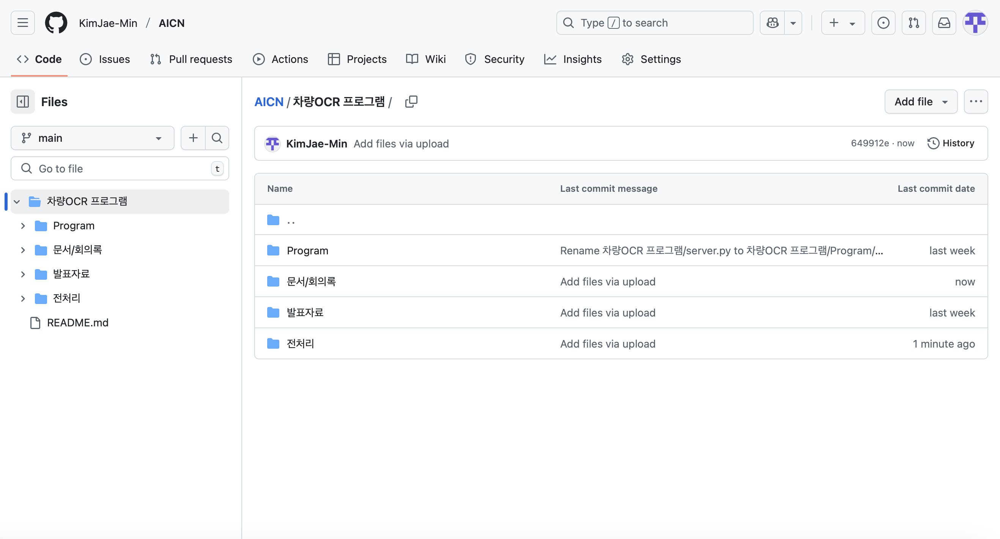 KimJae-Min / AICN
Type / to search
Code Issues Pull requests Actions Projects Wiki Security Insights Settings
Files
main
Go to file t
차량OCR 프로그램
Program
문서/회의록
발표자료
전처리
README.md
AICN / 차량OCR 프로그램 /
Add file
KimJae-Min Add files via upload 649912e · now History
Name Last commit message Last commit date
..
Program Rename 차량OCR 프로그램/server.py to 차량OCR 프로그램/Program/... last week
문서/회의록 Add files via upload now
발표자료 Add files via upload last week
전처리 Add files via upload 1 minute ago